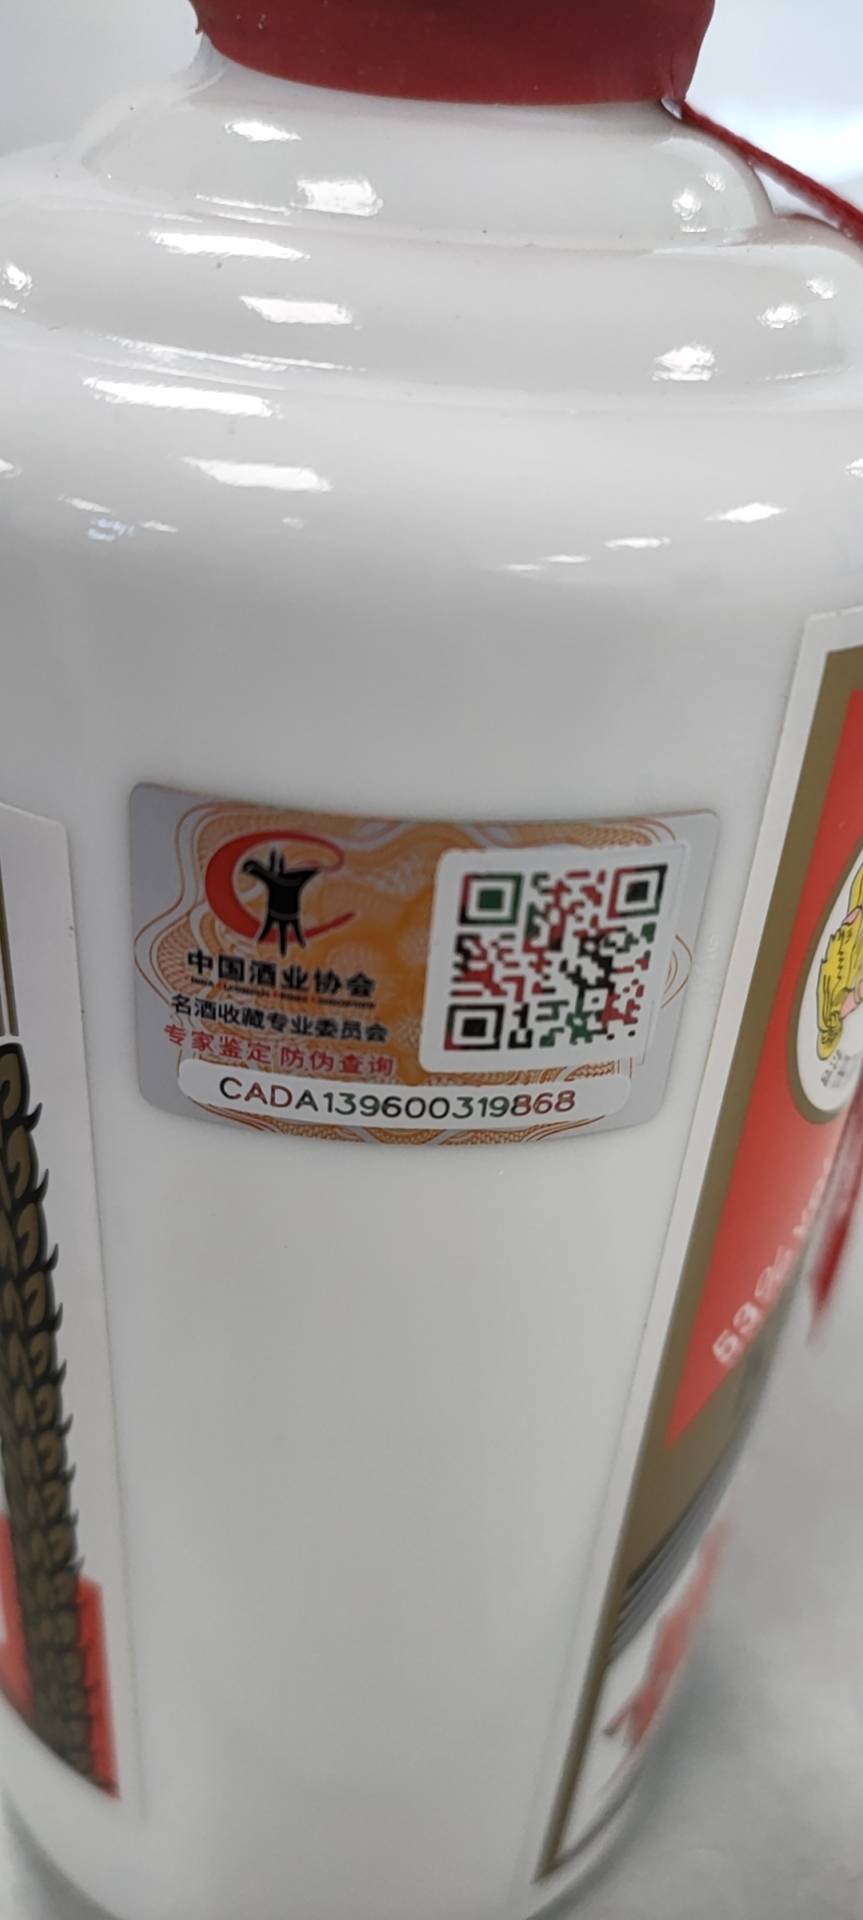 中国酒业协会
名酒收藏专业委员会
专家鉴定 防伪查询
CADA139600319868
53%